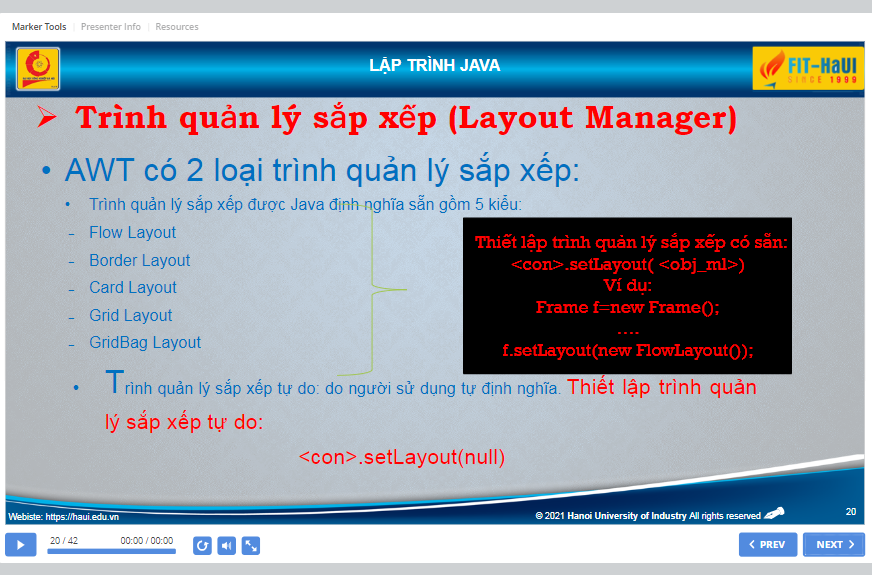 Marker Tools
Presenter Info
Resources
LẬP TRÌNH JAVA
FIT-HaUI
SINCE 1999
Trình quản lý sắp xếp (Layout Manager)
• AWT có 2 loại trình quản lý sắp xếp:
• Trình quản lý sắp xếp được Java định nghĩa sẵn gồm 5 kiểu:
– Flow Layout
– Border Layout
– Card Layout
– Grid Layout
– GridBag Layout
Thiết lập trình quản lý sắp xếp có sẵn:
<con>.setLayout( <obj_ml>)
Ví dụ:
Frame f=new Frame();
....
f.setLayout(new FlowLayout());
• Trình quản lý sắp xếp tự do: do người sử dụng tự định nghĩa. Thiết lập trình quản
lý sắp xếp tự do:
<con>.setLayout(null)
Webiste: https://haui.edu.vn
© 2021 Hanoi University of Industry All rights reserved
20
20 / 42
00:00 / 00:00
PREV
NEXT